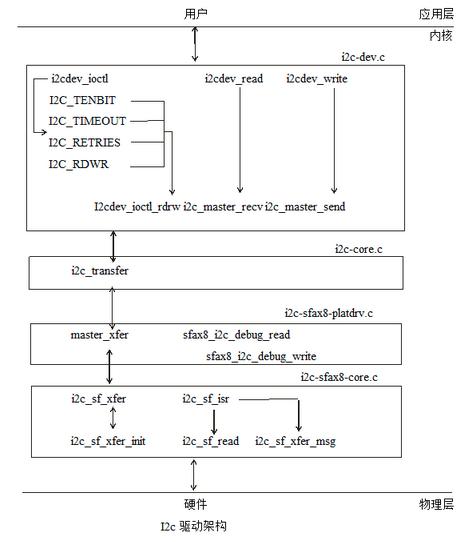 用户 应用层
内核
i2c-dev.c
i2cdev_ioctl i2cdev_read i2cdev_write
I2C_TENBIT
I2C_TIMEOUT
I2C_RETRIES
I2C_RDWR
I2cdev_ioctl_rdrw i2c_master_recv i2c_master_send
i2c-core.c
i2c_transfer
i2c-sfax8-platdrv.c
master_xfer sfax8_i2c_debug_read
sfax8_i2c_debug_write
i2c-sfax8-core.c
i2c_sf_xfer i2c_sf_isr
i2c_sf_xfer_init i2c_sf_read i2c_sf_xfer_msg
硬件 物理层
I2c 驱动架构